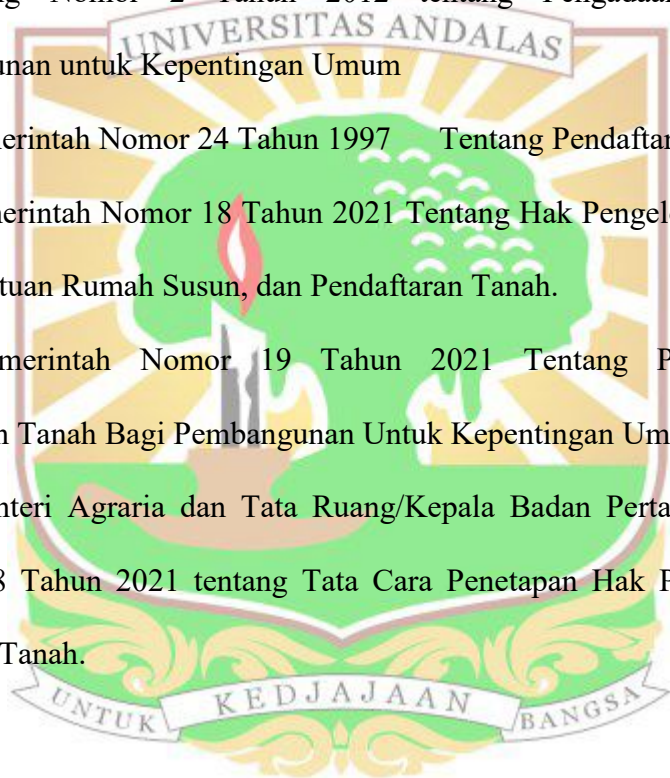 Nomor 2 Tahun 2012 tentang
UNIVERSITAS ANDALAS
unan untuk Kepentingan Umum
nerintah Nomor 24 Tahun 1997 Tentang Pendaftar
nerintah Nomor 18 Tahun 2021 Tentang Hak Pengel
tuan Rumah Susun, dan Pendaftaran Tanah.
merintah Nomor 19 Tahun 2021 Tentang P
n Tanah Bagi Pembangunan Untuk Kepentingan Um
nteri Agraria dan Tata Ruang/Kepala Badan Perta
8 Tahun 2021 tentang Tata Cara Penetapan Hak
Tanah.
UNTUK KEDJAJAAN BANGSA